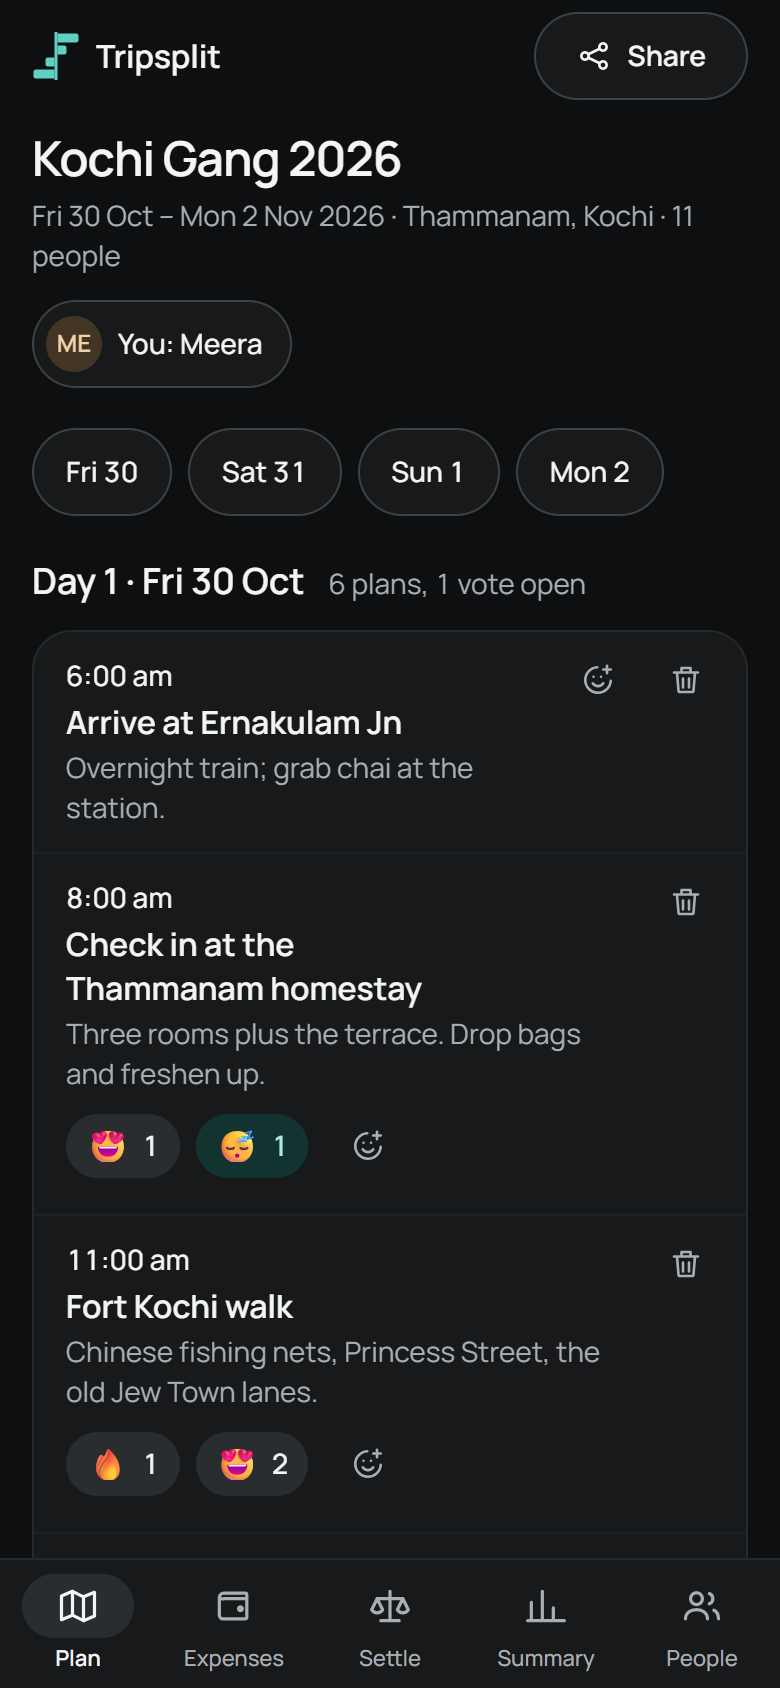 Tripsplit
Share
Kochi Gang 2026
Fri 30 Oct – Mon 2 Nov 2026 · Thammanam, Kochi · 11
people
ME You: Meera
Fri 30 Sat 31 Sun 1 Mon 2
Day 1 · Fri 30 Oct 6 plans, 1 vote open
6:00 am
Arrive at Ernakulam Jn
Overnight train; grab chai at the
station.
8:00 am
Check in at the
Thammanam homestay
Three rooms plus the terrace. Drop bags
and freshen up.
😍 1 😴 1
11:00 am
Fort Kochi walk
Chinese fishing nets, Princess Street, the
old Jew Town lanes.
🔥 1 😍 2
Plan Expenses Settle Summary People